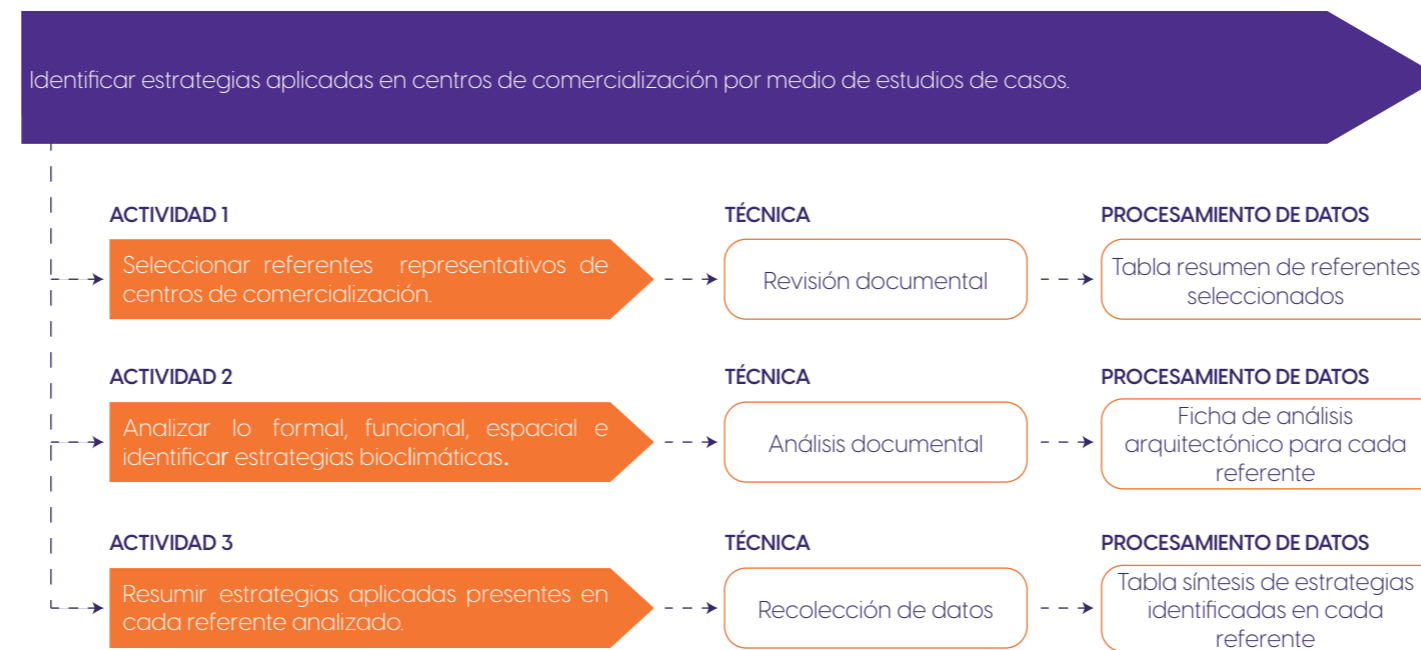 Identificar estrategias aplicadas en centros de comercialización por medio de estudios de casos.
ACTIVIDAD 1
TÉCNICA
PROCESAMIENTO DE DATOS
Seleccionar referentes representativos de
centros de comercialización.
Revisión documental
Tabla resumen de referentes
seleccionados
ACTIVIDAD 2
TÉCNICA
PROCESAMIENTO DE DATOS
Analizar lo formal, funcional, espacial e
identificar estrategias bioclimáticas.
Análisis documental
Ficha de análisis
arquitectónico para cada
referente
ACTIVIDAD 3
TÉCNICA
PROCESAMIENTO DE DATOS
Resumir estrategias aplicadas presentes en
cada referente analizado.
Recolección de datos
Tabla síntesis de estrategias
identificadas en cada
referente